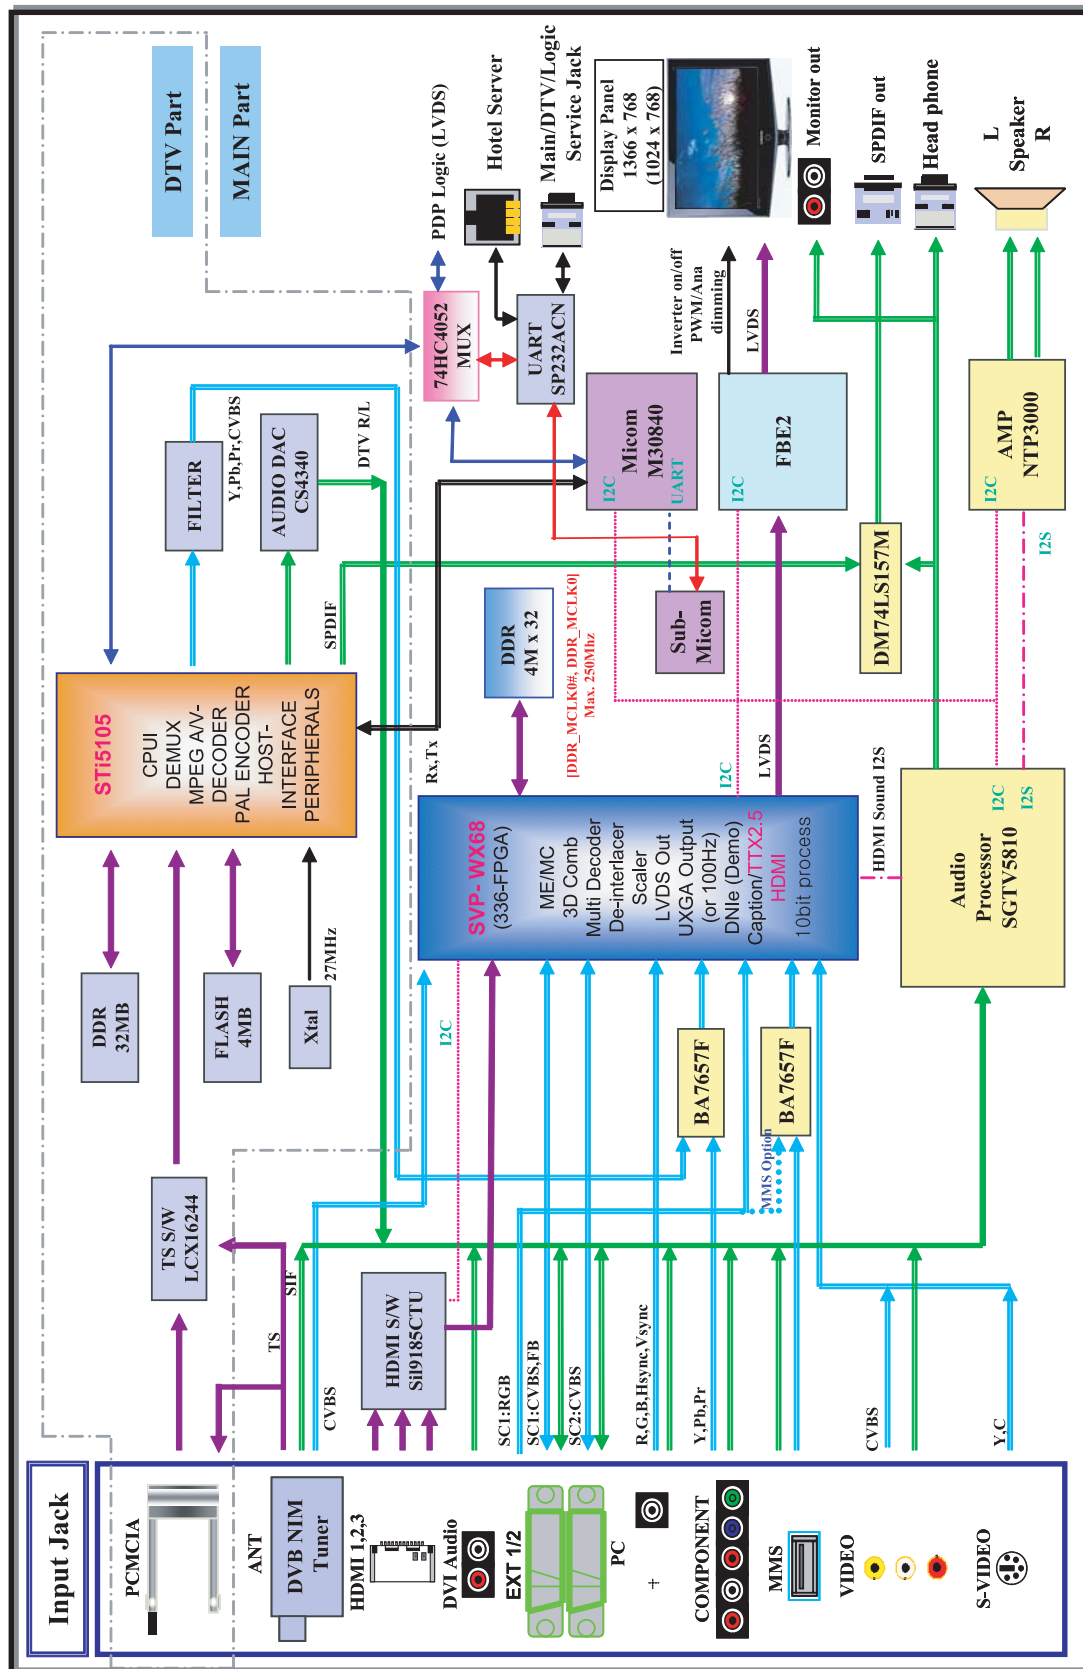 Input Jack
PCMCIA
ANT
DVB NIM
Tuner
HDMI 1,2,3
DVI Audio
EXT 1/2
PC
+
COMPONENT
MMS
VIDEO
S-VIDEO
TS
SIF
CVBS
SC1:RGB
SC1:CVBS,FB
SC2:CVBS
R,G,B,Hsync,Vsync
Y,Pb,Pr
CVBS
Y,C
TS S/W
LCX16244
HDMI S/W
Sil9185CTU
MMS Option
DDR
32MB
FLASH
4MB
Xtal
27MHz
I2C
BA7657F
BA7657F
STi5105
CPUI
DEMUX
MPEG A/V-
DECODER
PAL ENCODER
HOST-
INTERFACE
PERIPHERALS
SVP- WX68
(336-FPGA)
ME/MC
3D Comb
Multi Decoder
De-interlacer
Scaler
LVDS Out
UXGA Output
(or 100Hz)
DNIe (Demo)
Caption/TTX2.5
HDMI
10bit process
Rx,Tx
I2C
LVDS
HDMI Sound I2S
Audio
Processor
SGTV5810
I2C
I2S
SPDIF
DDR
4M x 32
[DDR_MCLK0#, DDR_MCLK0]
Max. 250Mhz
Sub-
Micom
DM74LS157M
FILTER
Y,Pb,Pr,CVBS
AUDIO DAC
CS4340
DTV R/L
74HC4052
MUX
UART
SP232ACN
Micom
M30840
I2C
UART
FBE2
I2C
AMP
NTP3000
I2C
I2S
Inverter on/off
PWM/Ana
dimming
LVDS
DTV Part
MAIN Part
PDP Logic (LVDS)
Hotel Server
Main/DTV/Logic
Service Jack
Display Panel
1366 x 768
(1024 x 768)
Monitor out
SPDIF out
Head phone
L
Speaker
R